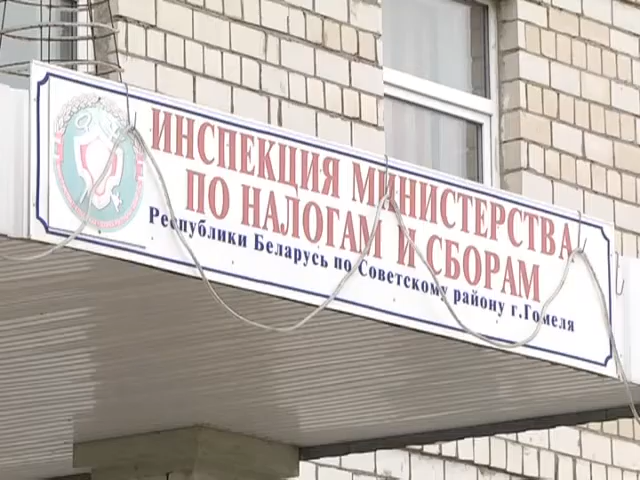 ИНСПЕКЦИЯ МИНИСТЕРСТВА
ПО НАЛОГАМ И СБОРАМ
Республики Беларусь по Советскому району г.Гомеля